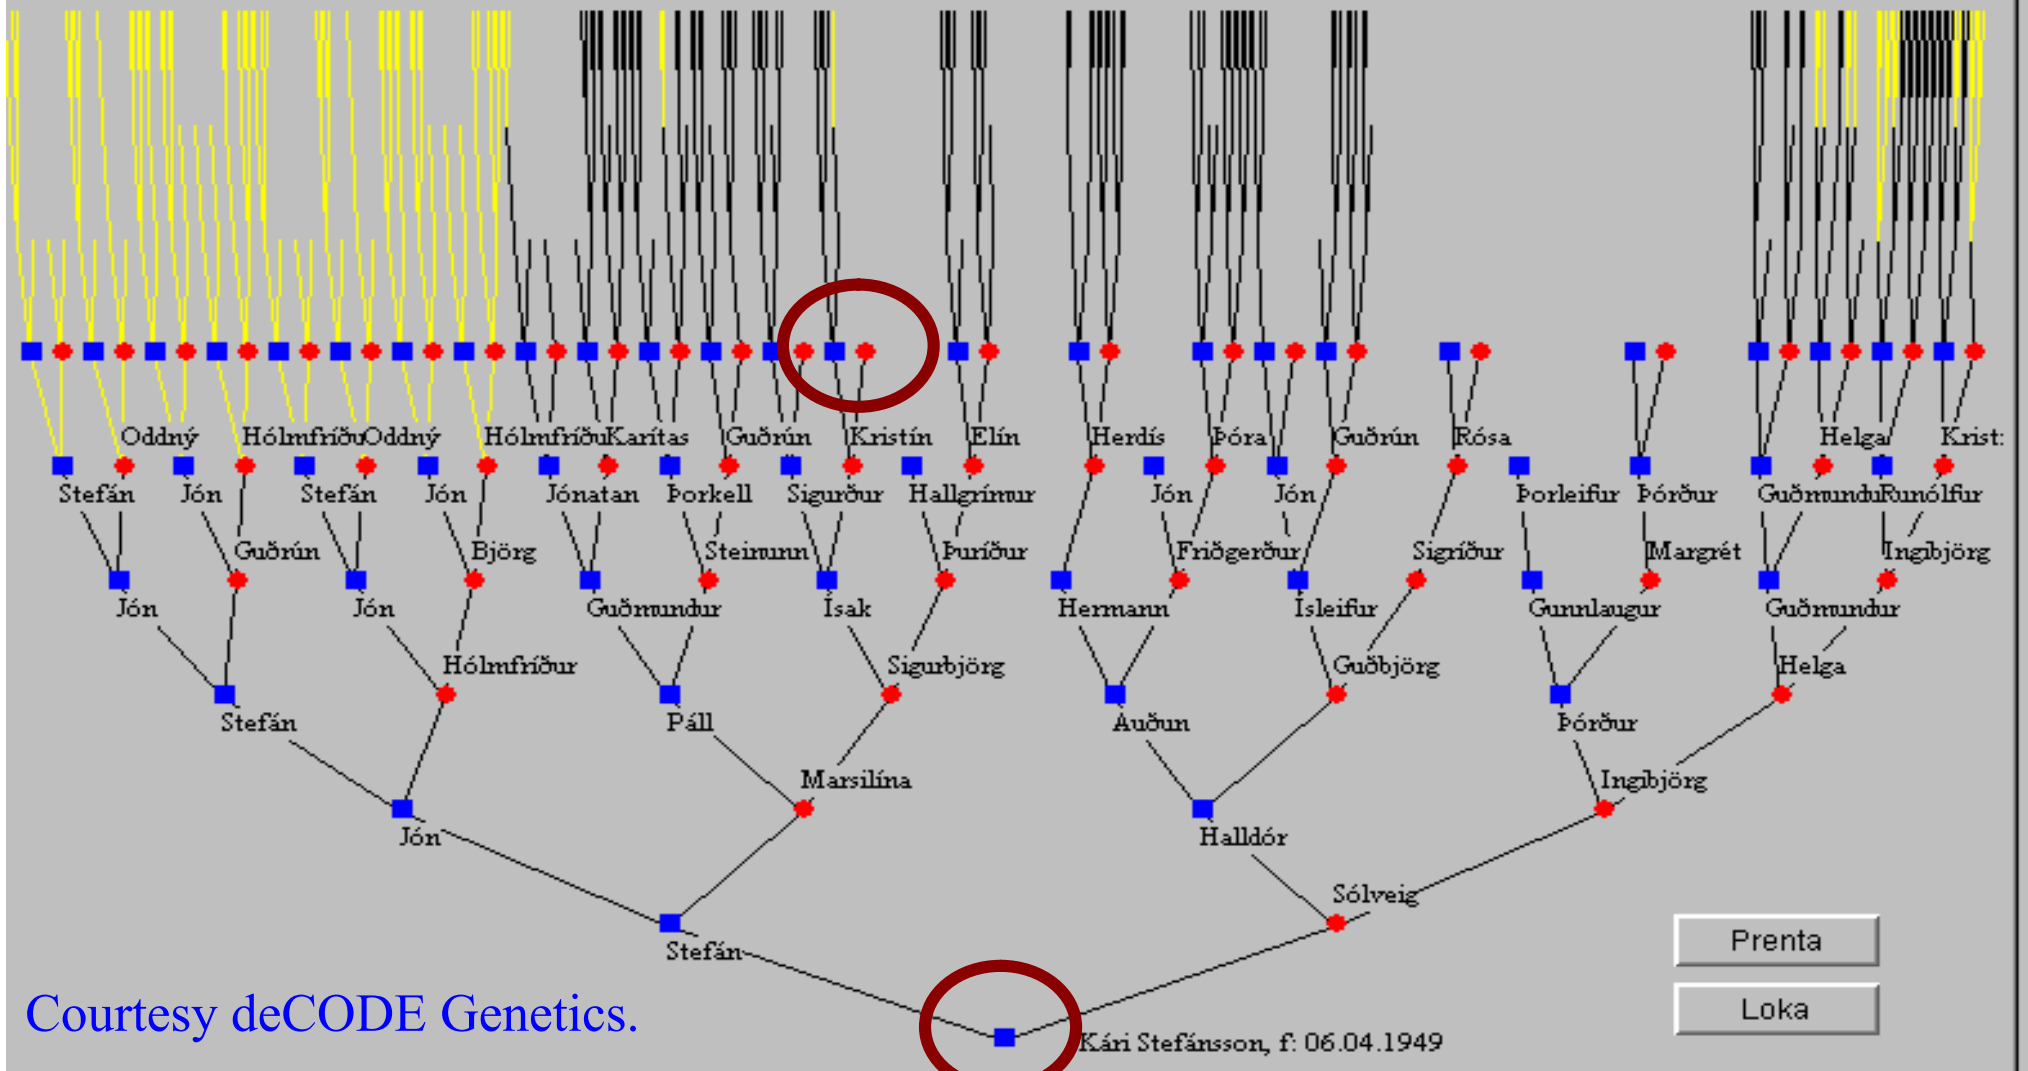 Oddný Hólmfríðu Oddný Hólmfríðu Karítas Guðrún Kristín Elín Herdís Þóra Guðrún Rósa Helga Krist:
Stefán Jón Stefán Jón Jónatan Þorkell Sigurður Hallgrímur Jón Jón Þorleifur Þórður Guðmundu Runólfur
Guðrún Björg Steinunn Þuríður Friðgerður Sigríður Margrét Ingibjörg
Jón Jón Guðmundur Ísak Hermann Ísleifur Gunnlaugur Guðmundur
Hólmfríður Sigurbjörg Guðbjörg Helga
Stefán Páll Auðun Þórður
Marsilína Ingibjörg
Jón Halldór
Sólveig
Stefán
Prenta
Loka
Courtesy deCODE Genetics.
Kári Stefánsson, f: 06.04.1949